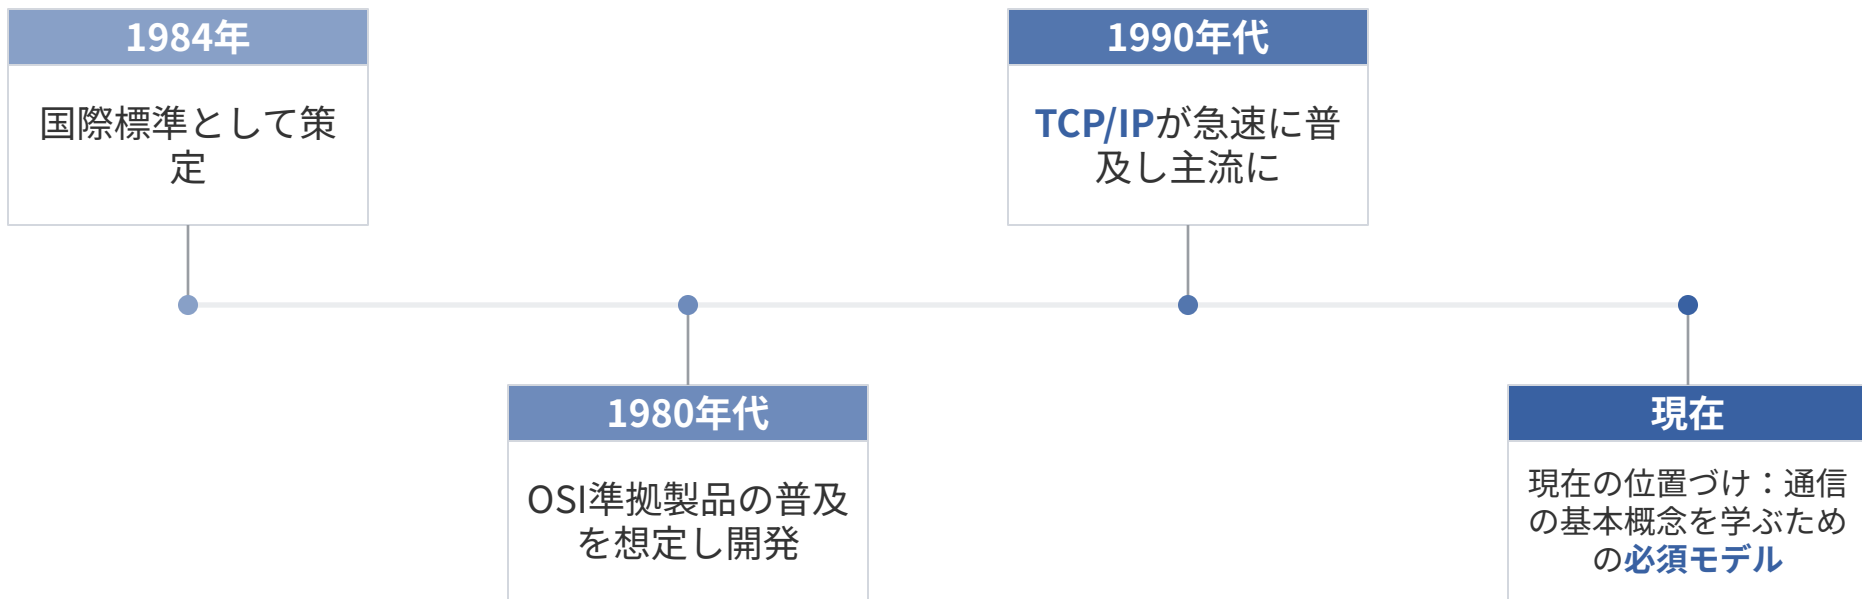 1984年
国際標準として策
定
1980年代
OSI準拠製品の普及
を想定し開発
1990年代
TCP/IPが急速に普
及し主流に
現在
現在の位置づけ：通信
の基本概念を学ぶため
の必須モデル